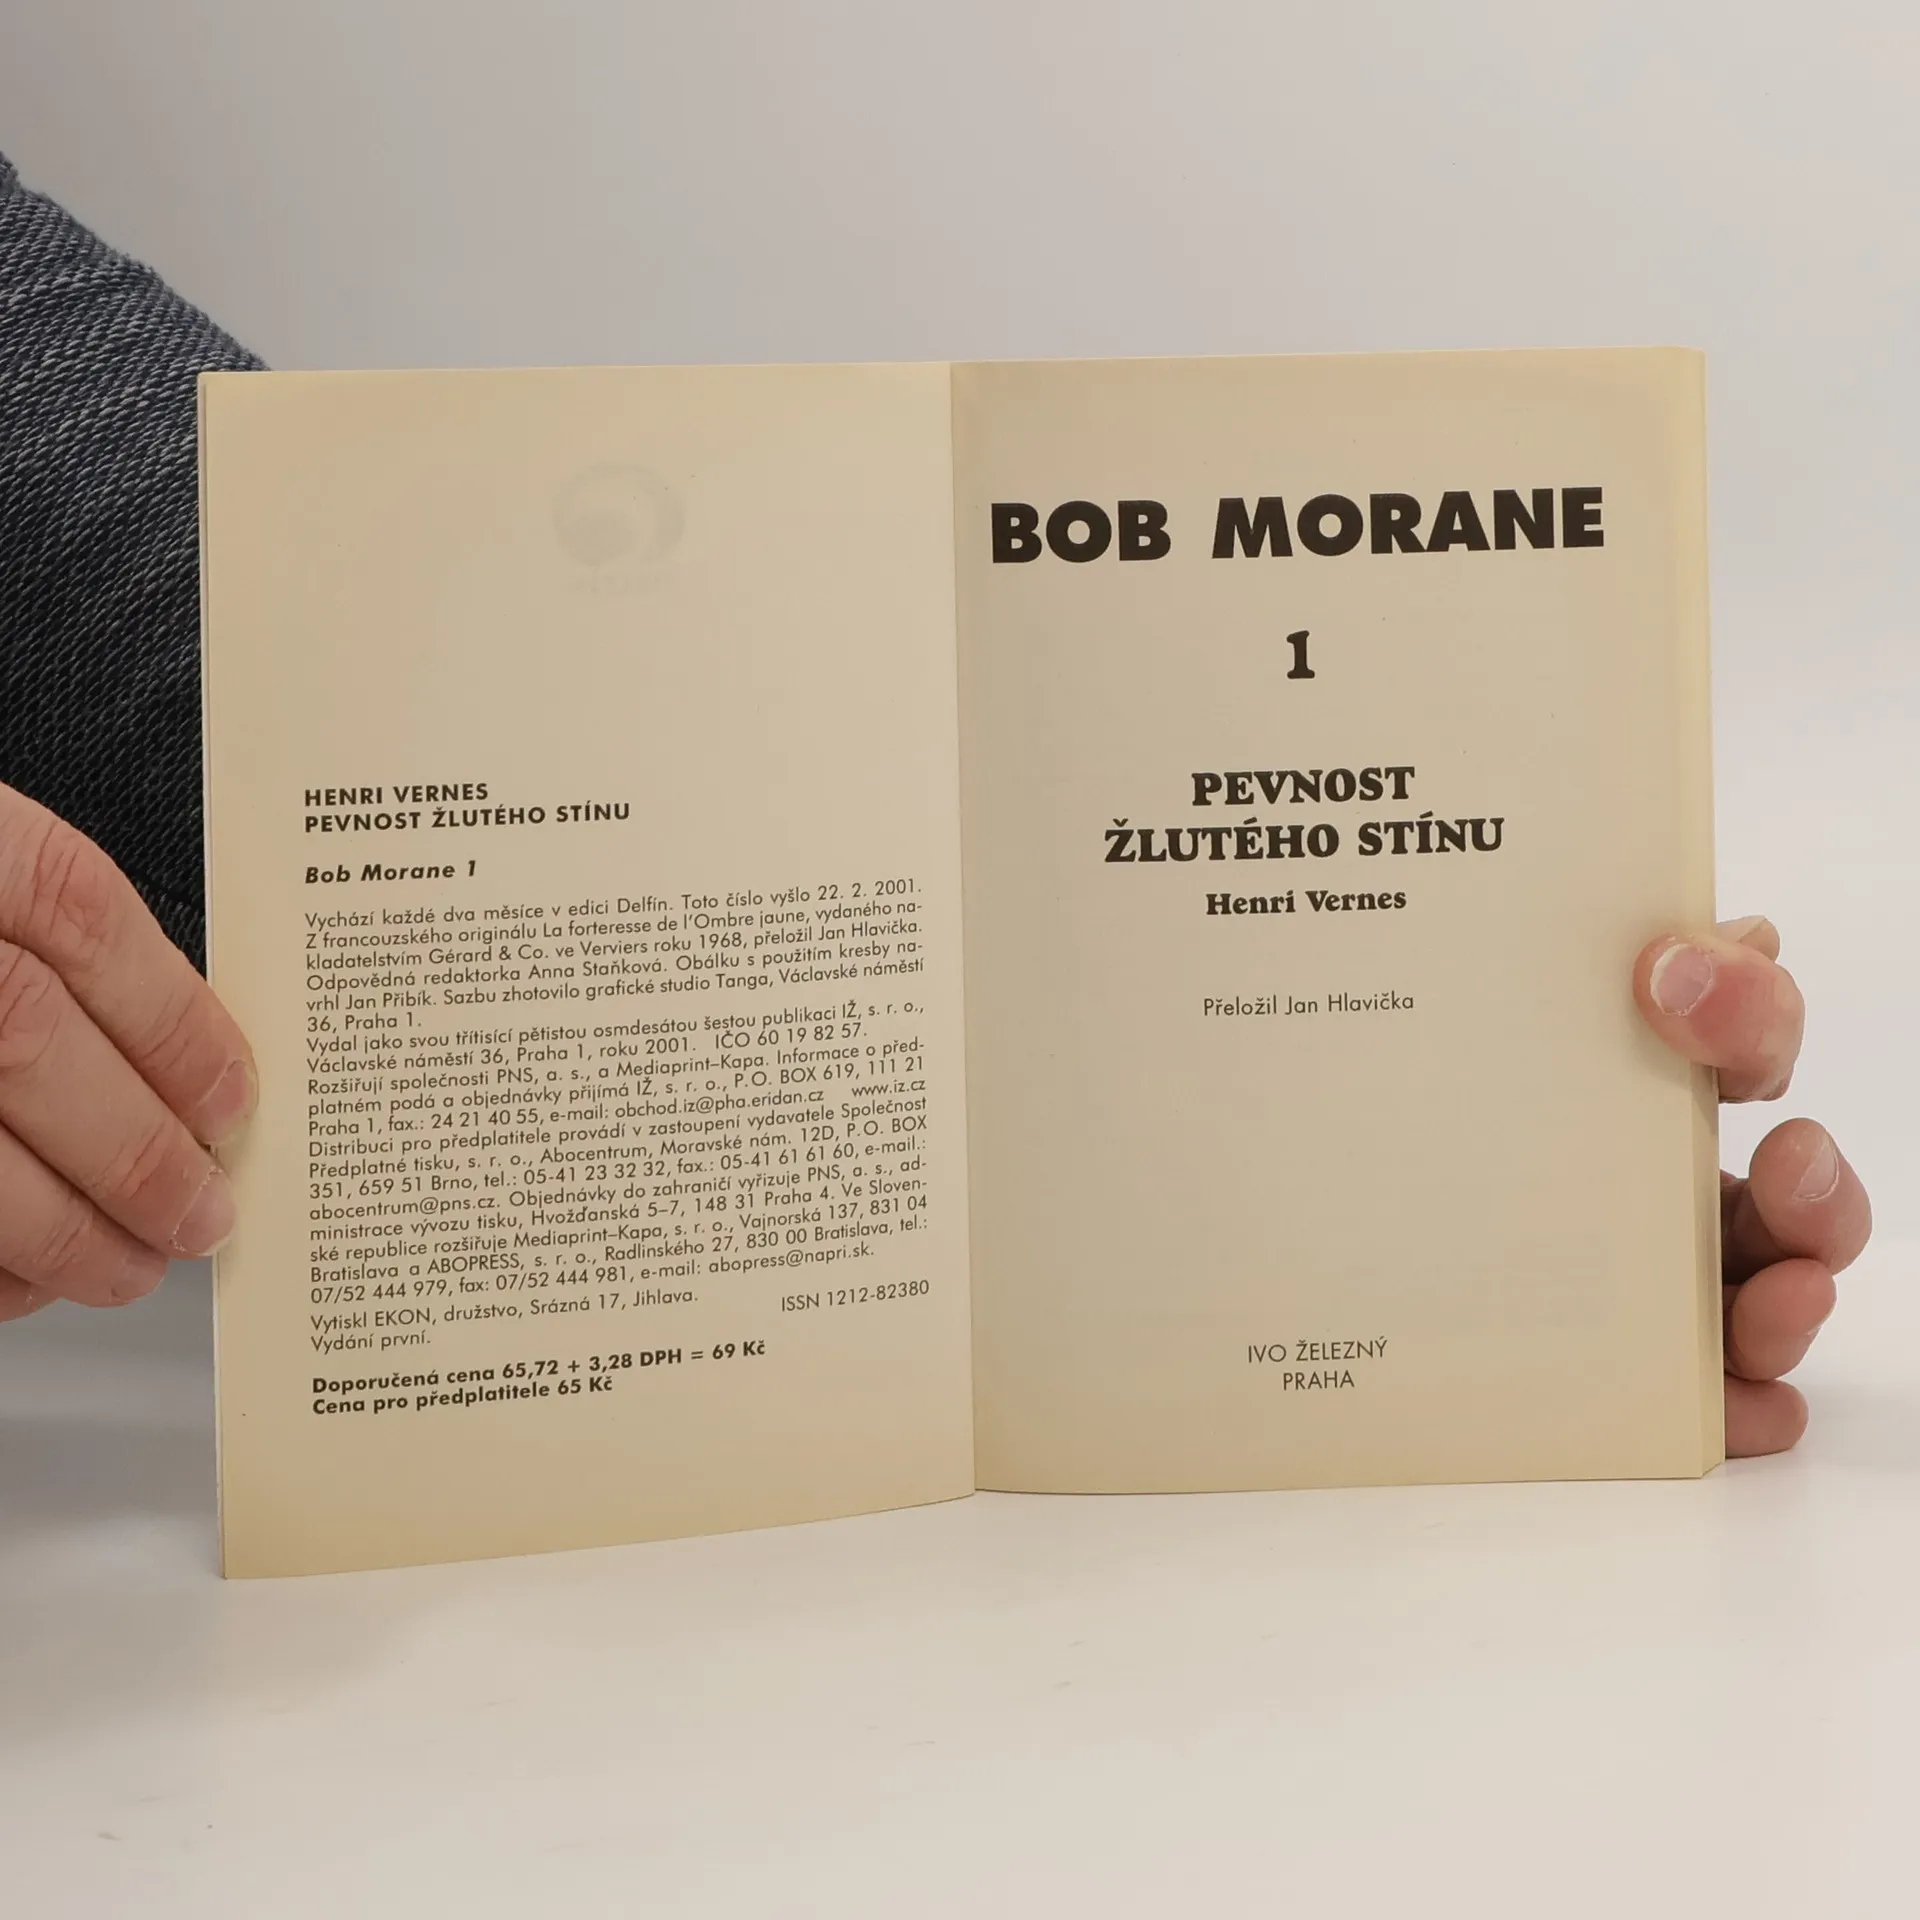 HENRI VERNES
PEVNOST ŽLUTÉHO STÍNU
Bob Morane 1
Vychází každé dva měsíce v edici Delfín. Toto číslo vyšlo 22. 2. 2001.
Z francouzského originálu La forteresse de l'Ombre jaune, vydaného na-
kladatelstvím Gérard & Co. ve Verviers roku 1968, přeložil Jan Hlavička.
Odpovědná redaktorka Anna Staňková. Obálku s použitím kresby na-
vrhl Jan Přibík. Sazbu zhotovilo grafické studio Tanga, Václavské náměstí
36, Praha 1.
Vydal jako svou třítisící pětistou osmdesátou šestou publikaci IŽ, s. r. o.,
Václavské náměstí 36, Praha 1, roku 2001. IČO 60 19 82 57.
Rozšiřují společnosti PNS, a. s., a Mediaprint–Kapa. Informace o před-
platném podá a objednávky přijímá IŽ, s. r. o., P.O. BOX 619, 111 21
Praha 1, fax.: 24 21 40 55, e-mail: obchod.iz@pha.eridan.cz www.iz.cz
Distribuci pro předplatitele provádí v zastoupení vydavatele Společnost
Předplatné tisku, s. r. o., Abocentrum, Moravské nám. 12D, P.O. BOX
351, 659 51 Brno, tel.: 05-41 23 32 32, fax.: 05-41 61 61 60, e-mail.:
abocentrum@pns.cz. Objednávky do zahraničí vyřizuje PNS, a. s., ad-
ministrace vývozu tisku, Hvožďanská 5–7, 148 31 Praha 4. Ve Sloven-
ské republice rozšiřuje Mediaprint–Kapa, s. r. o., Vajnorská 137, 831 04
Bratislava a ABOPRESS, s. r. o., Radlinského 27, 830 00 Bratislava, tel.:
07/52 444 979, fax: 07/52 444 981, e-mail: abopress@napri.sk.
Vytiskl EKON, družstvo, Srázná 17, Jihlava. ISSN 1212-82380
Vydání první.
Doporučená cena 65,72 + 3,28 DPH = 69 Kč
Cena pro předplatitele 65 Kč
BOB MORANE
1
PEVNOST
ŽLUTÉHO STÍNU
Henri Vernes
Přeložil Jan Hlavička
IVO ŽELEZNÝ
PRAHA